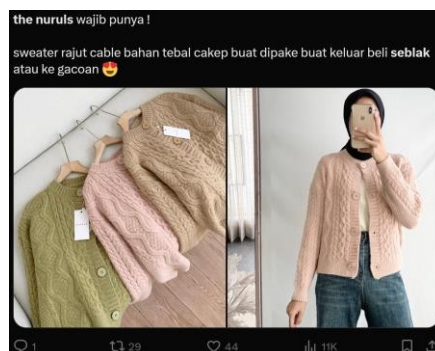 the nuruls wajib punya !
sweater rajut cable bahan tebal cakep buat dipake buat keluar beli seblak
atau ke gacoan 😍
1 29 44 11K